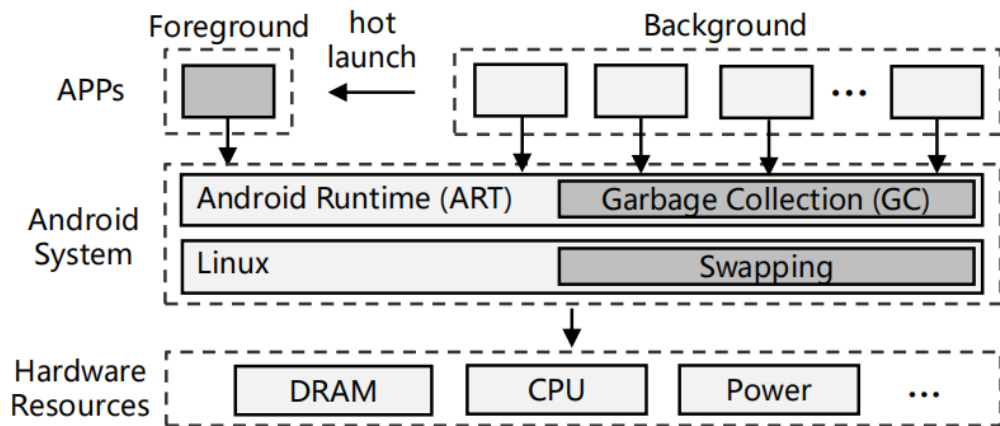 Foreground
hot
launch
Background
APPs
...
Android
System
Android Runtime (ART)
Garbage Collection (GC)
Linux
Swapping
Hardware
Resources
DRAM
CPU
Power
...